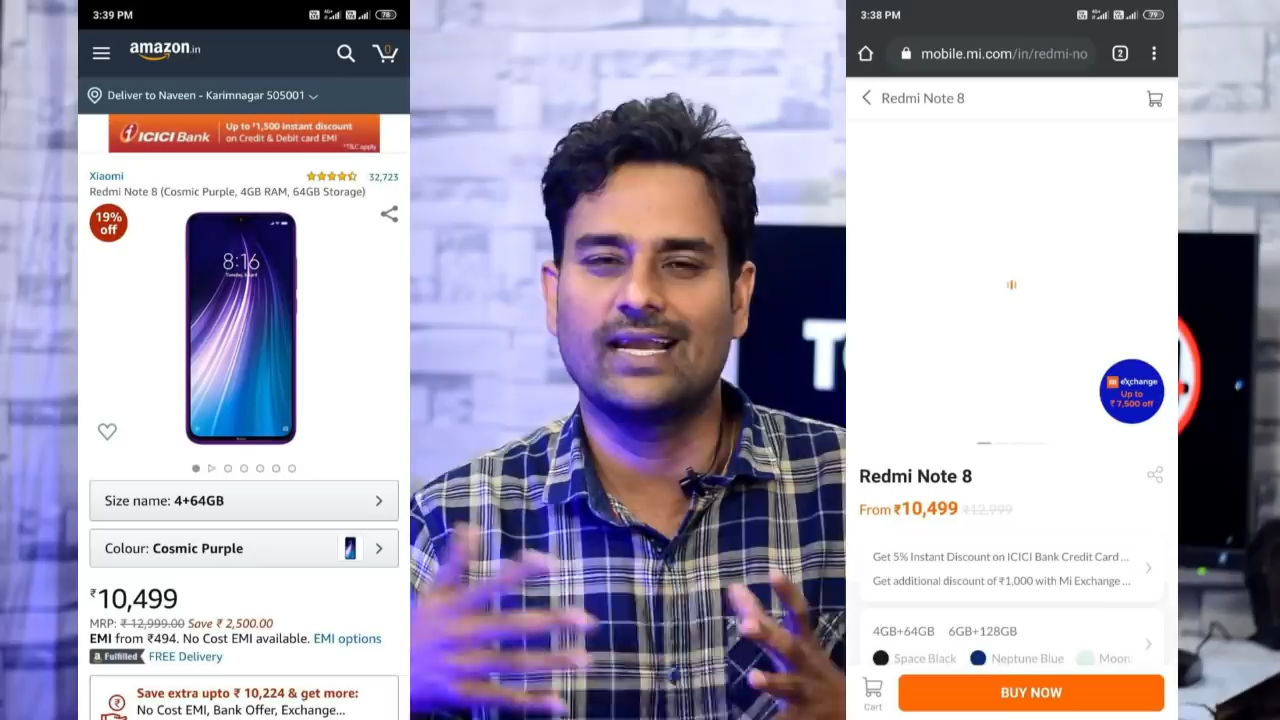 3:39 PM
78
amazon.in
0
Deliver to Naveen - Karimnagar 505001
ICICI Bank
Up to ₹1,500 instant discount
on Credit & Debit card EMI
*T&C apply
Xiaomi
32,723
Redmi Note 8 (Cosmic Purple, 4GB RAM, 64GB Storage)
19%
off
8:16
Size name: 4+64GB
Colour: Cosmic Purple
₹10,499
MRP: ₹ 12,999.00 Save ₹ 2,500.00
EMI from ₹494. No Cost EMI available. EMI options
a Fulfilled FREE Delivery
Save extra upto ₹ 10,224 & get more:
No Cost EMI, Bank Offer, Exchange...
3:38 PM
79
mobile.mi.com/in/redmi-no
2
Redmi Note 8
mi exchange
Up to
₹ 7,500 off
Redmi Note 8
From ₹10,499 ₹12,999
Get 5% Instant Discount on ICICI Bank Credit Card ...
Get additional discount of ₹1,000 with Mi Exchange ...
4GB+64GB 6GB+128GB
Space Black Neptune Blue Moon
Cart
BUY NOW